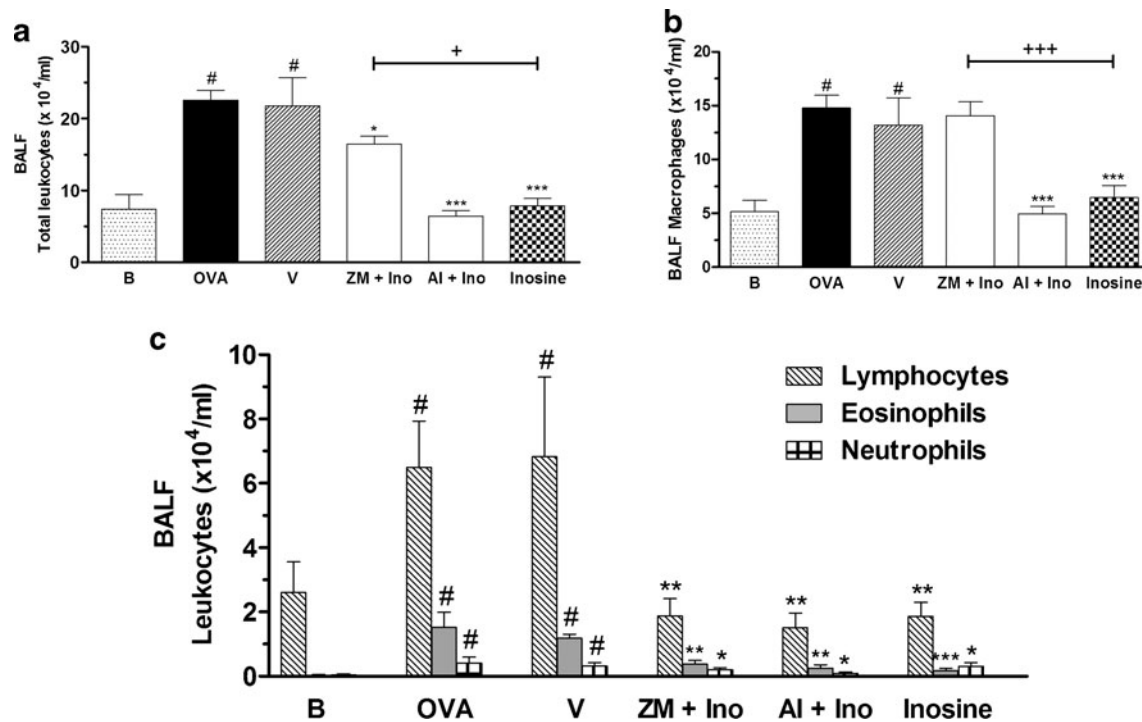 a
BALF
Total leukocytes (x 10⁴/ml)
30
20
10
0
#
#
*
***
***
+
B OVA V ZM + Ino AI + Ino Inosine
b
BALF Macrophages (x10⁴/ml)
20
15
10
5
0
#
#
***
***
+++
B OVA V ZM + Ino AI + Ino Inosine
c
BALF
Leukocytes (x10⁴/ml)
10
8
6
4
2
0
Lymphocytes
Eosinophils
Neutrophils
# # #
# # #
** ** *
** ** *
** *** *
B OVA V ZM + Ino AI + Ino Inosine